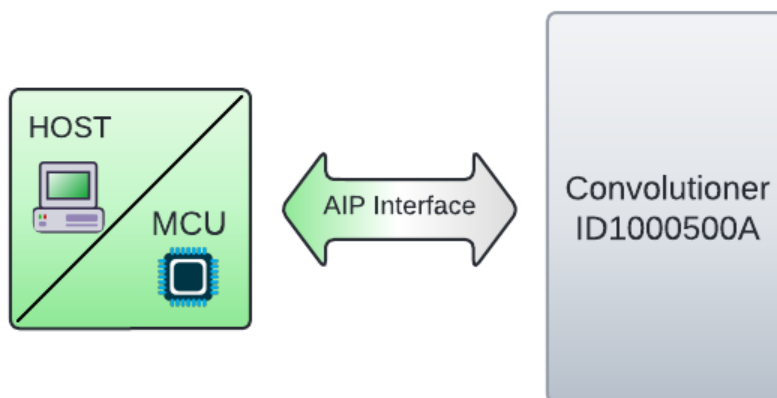 HOST
MCU
AIP Interface
Convolutioner
ID1000500A